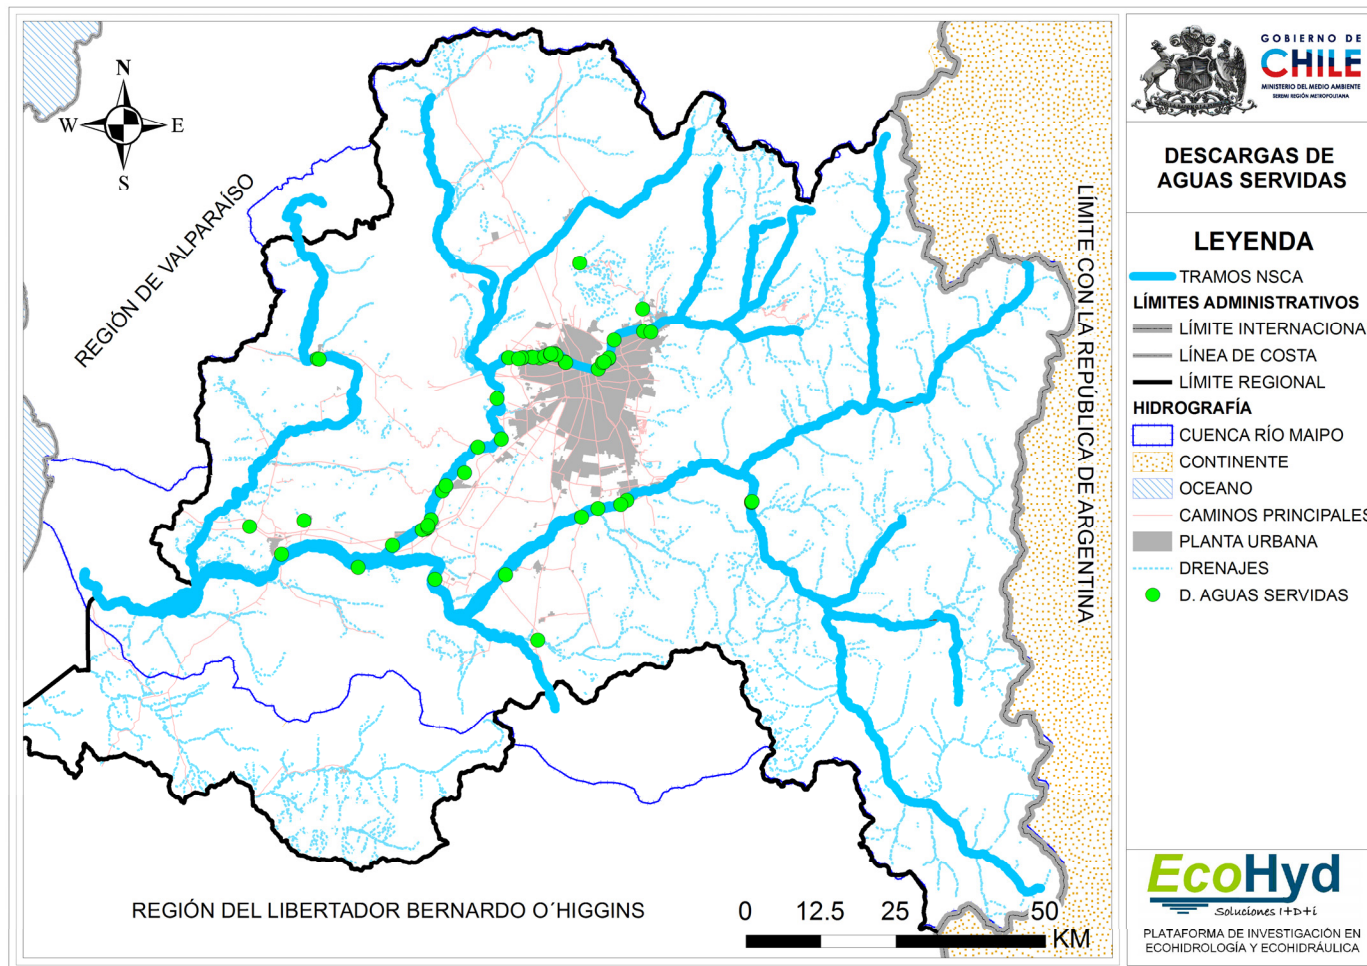 N
W
E
S
REGIÓN DE VALPARAÍSO
LÍMITE CON LA REPÚBLICA DE ARGENTINA
REGIÓN DEL LIBERTADOR BERNARDO O´HIGGINS
0 12.5 25 50
KM
GOBIERNO DE
CHILE
MINISTERIO DEL MEDIO AMBIENTE
SEREMI REGIÓN METROPOLITANA
DESCARGAS DE
AGUAS SERVIDAS
LEYENDA
TRAMOS NSCA
LÍMITES ADMINISTRATIVOS
LÍMITE INTERNACIONA
LÍNEA DE COSTA
LÍMITE REGIONAL
HIDROGRAFÍA
CUENCA RÍO MAIPO
CONTINENTE
OCEANO
CAMINOS PRINCIPALES
PLANTA URBANA
DRENAJES
D. AGUAS SERVIDAS
EcoHyd
Soluciones I+D+i
PLATAFORMA DE INVESTIGACIÓN EN
ECOHIDROLOGÍA Y ECOHIDRÁULICA